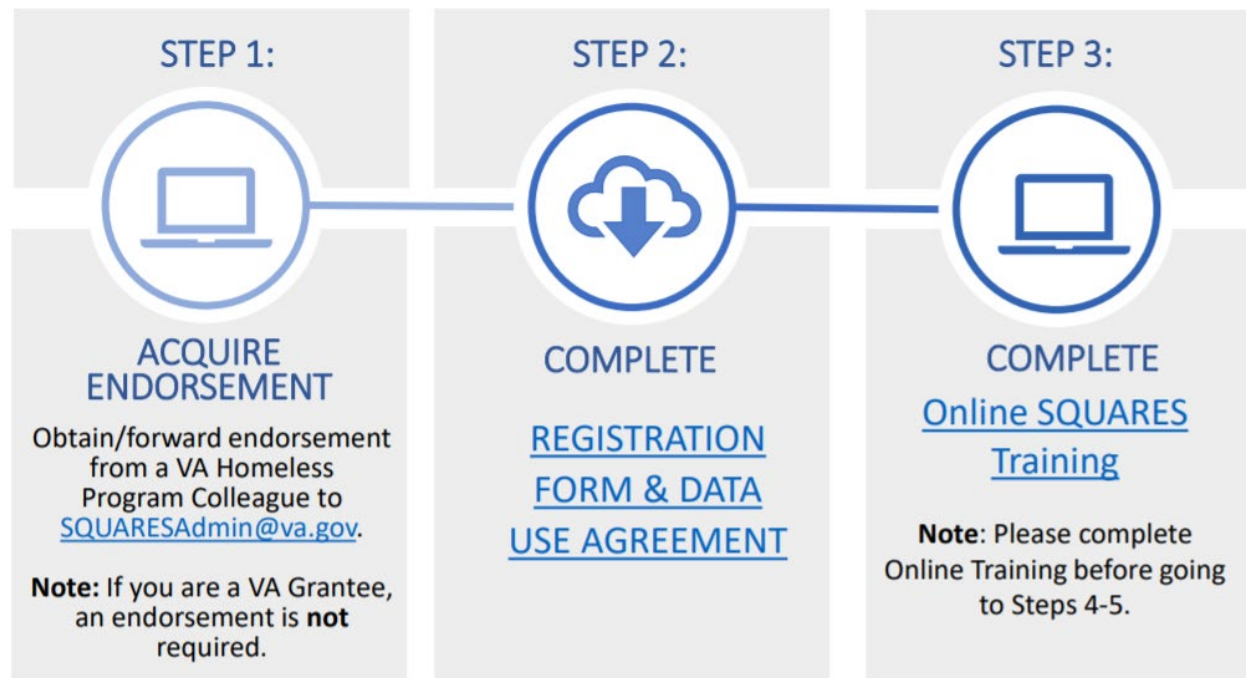 STEP 1:
ACQUIRE
ENDORSEMENT
Obtain/forward endorsement
from a VA Homeless
Program Colleague to
SQUARESAdmin@va.gov.
Note: If you are a VA Grantee,
an endorsement is not
required.
STEP 2:
COMPLETE
REGISTRATION
FORM & DATA
USE AGREEMENT
STEP 3:
COMPLETE
Online SQUARES
Training
Note: Please complete
Online Training before going
to Steps 4-5.